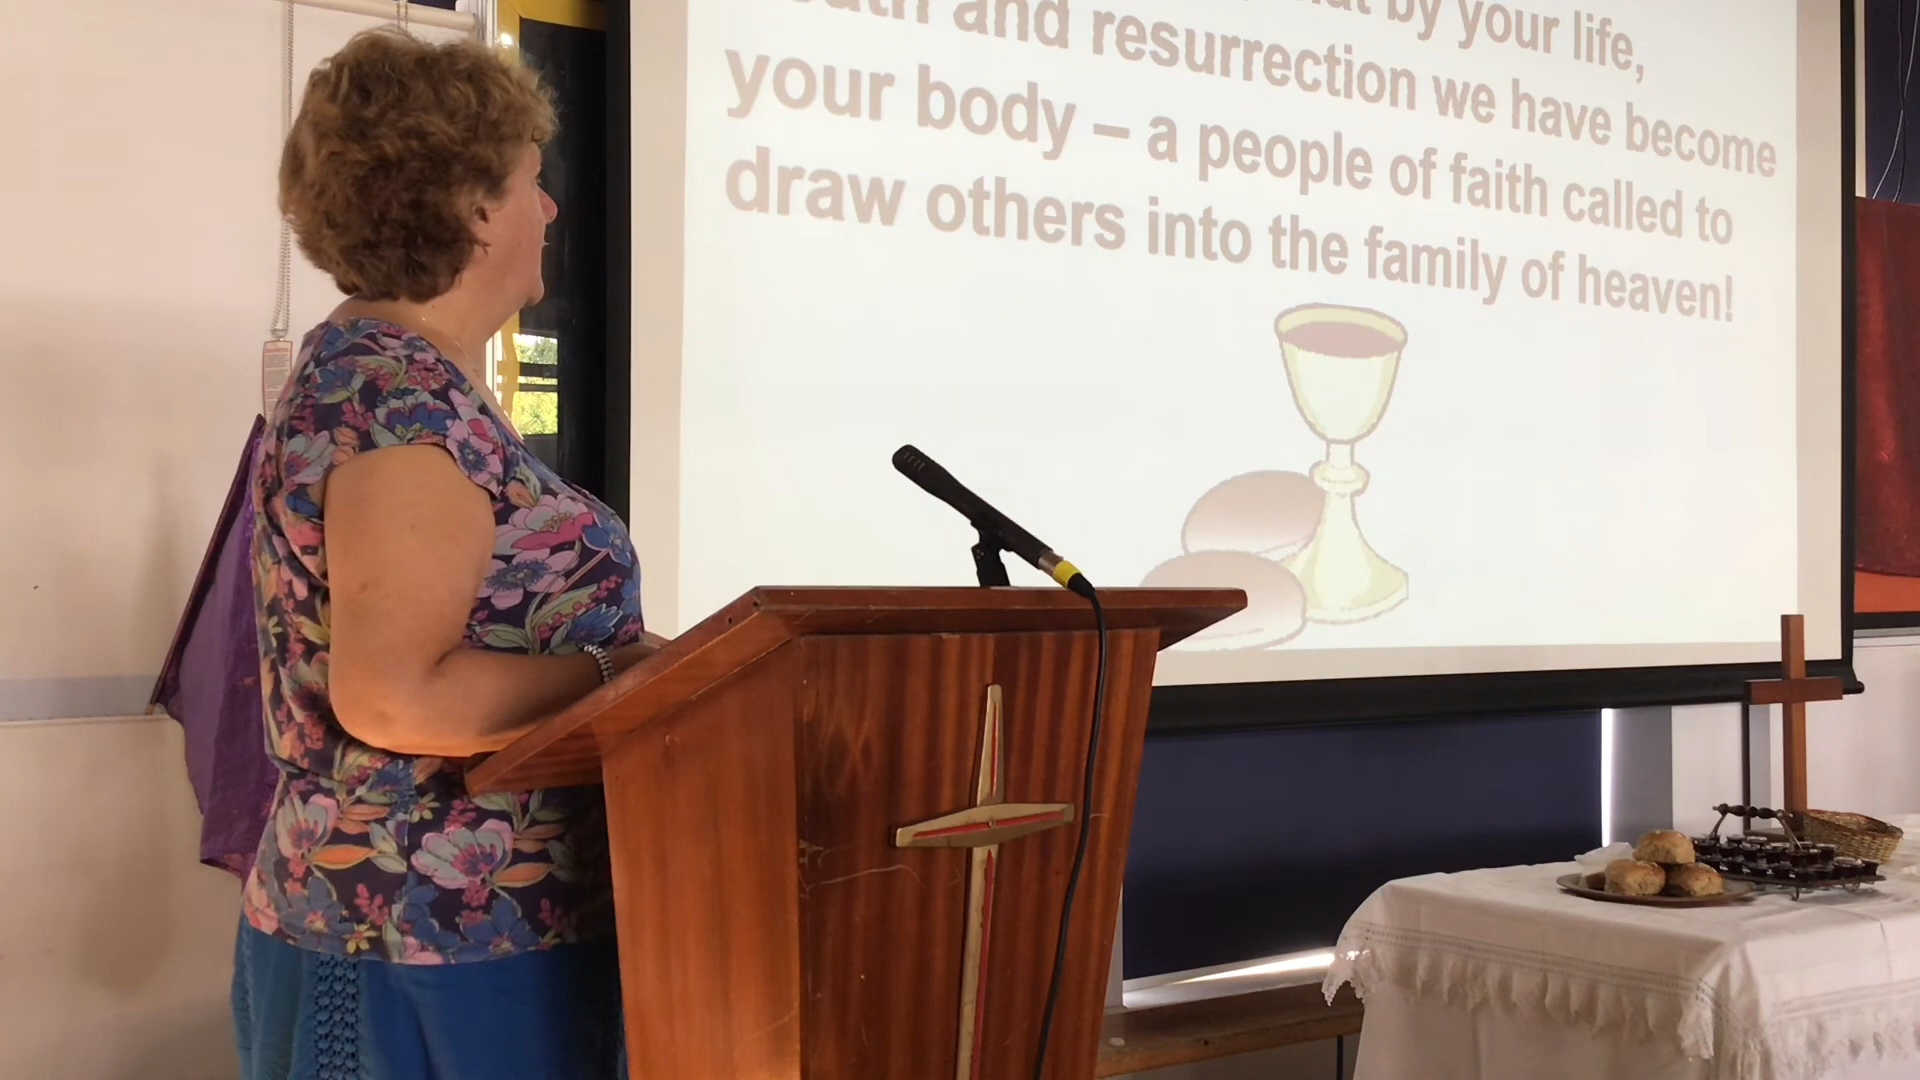 by your life,
and resurrection we have become
your body – a people of faith called to
draw others into the family of heaven!